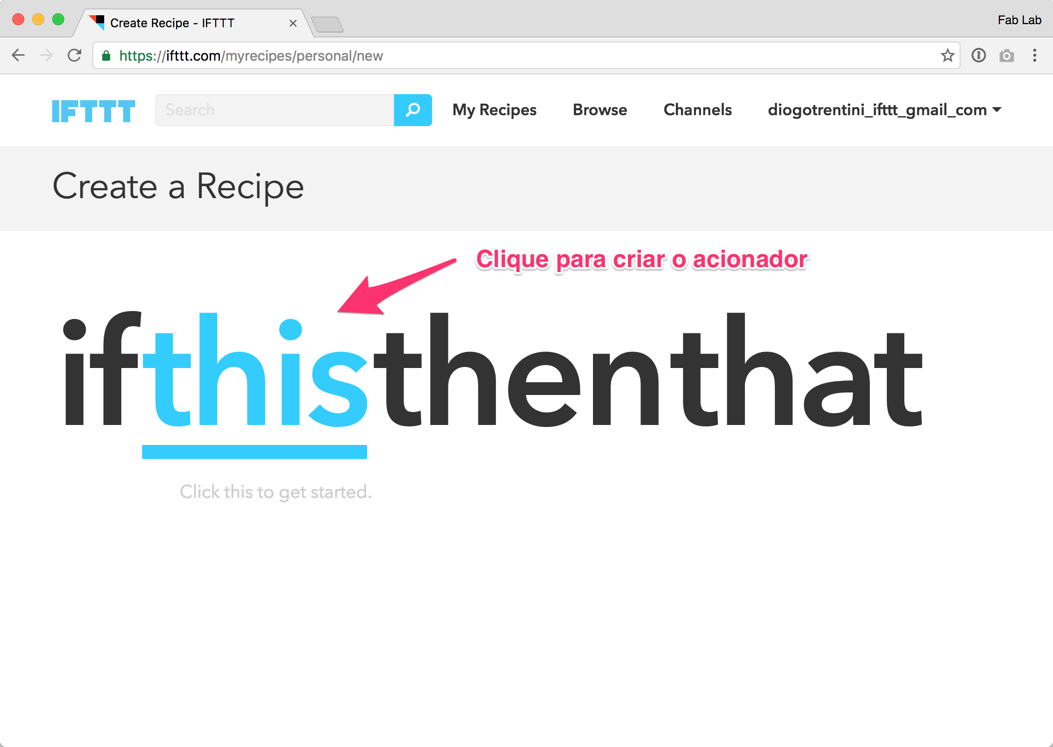 Create Recipe - IFTTT
Fab Lab
https://ifttt.com/myrecipes/personal/new
IFTTT
Search
My Recipes
Browse
Channels
diogotrentini_ifttt_gmail_com
Create a Recipe
Clique para criar o acionador
ifthisthenthat
Click this to get started.